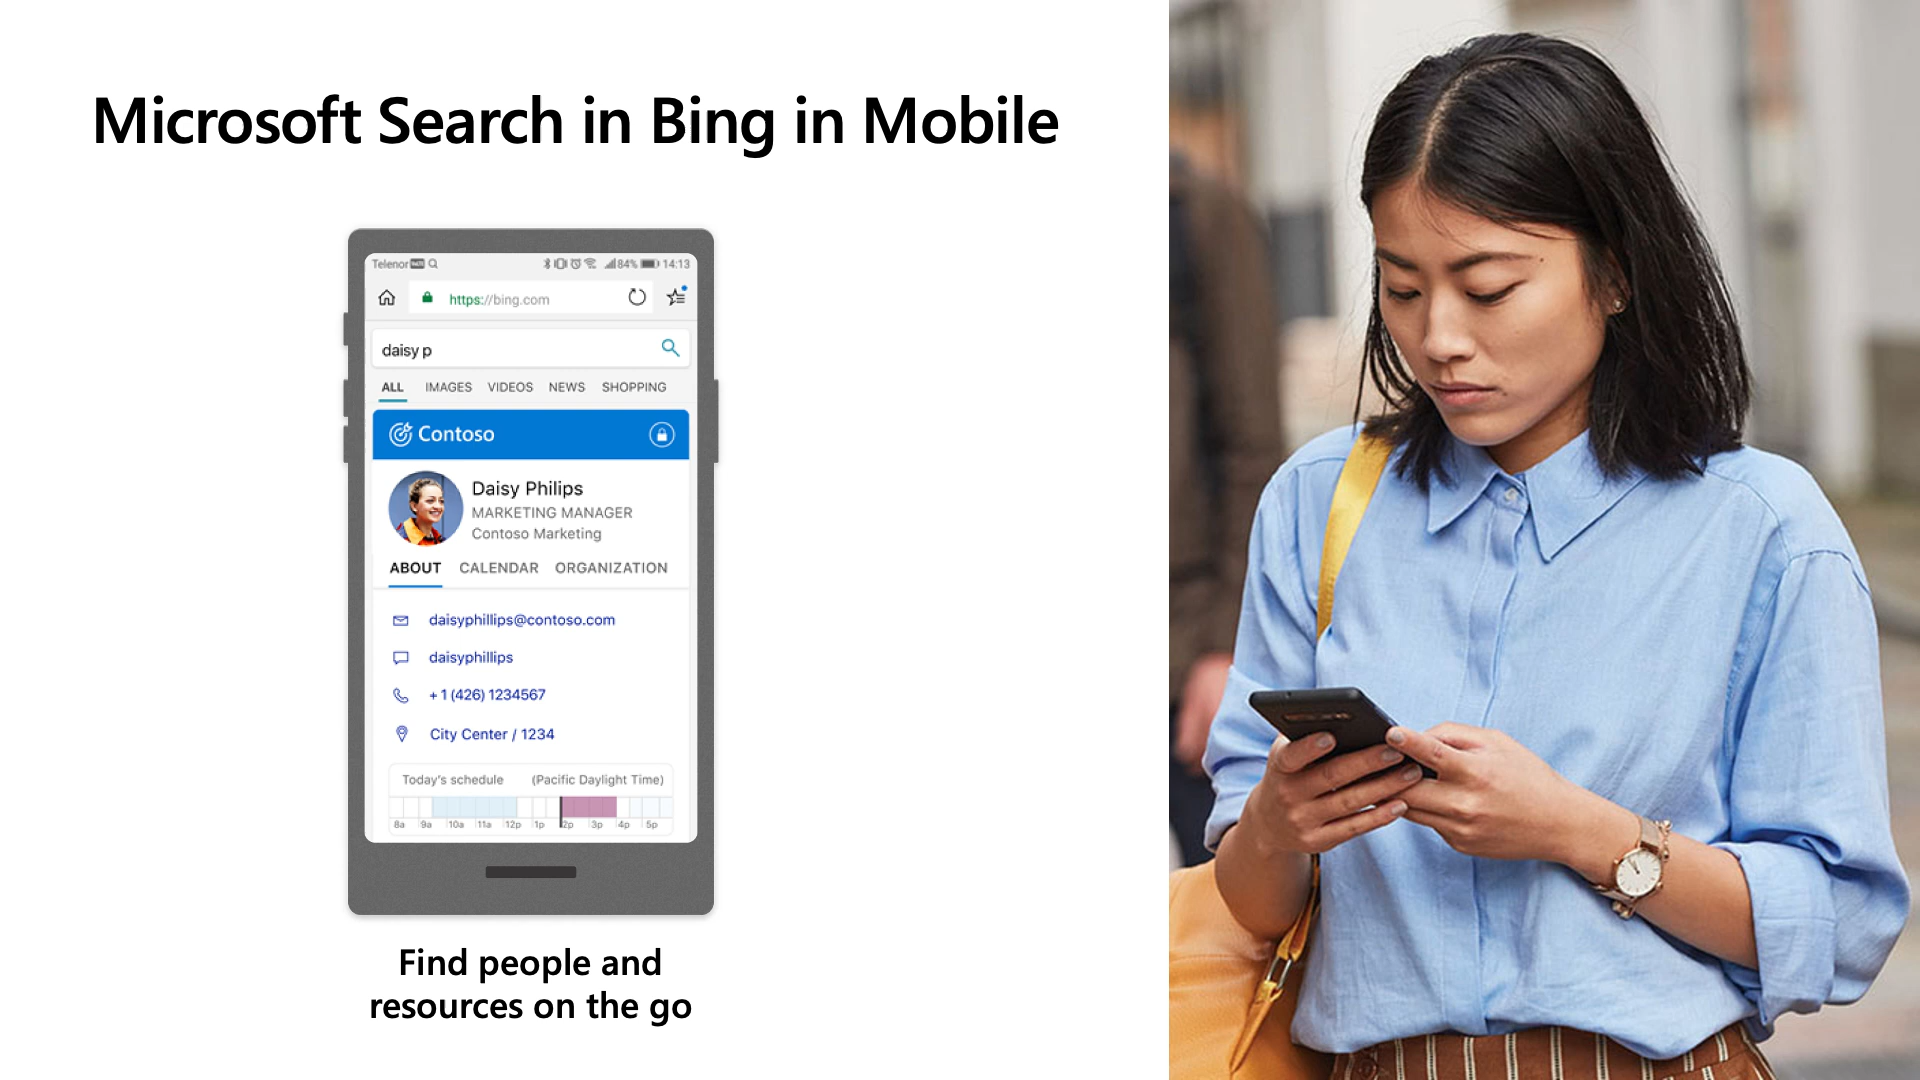 Microsoft Search in Bing in Mobile
Telenor 84% 14:13
https://bing.com
daisy p
ALL IMAGES VIDEOS NEWS SHOPPING
Contoso
Daisy Philips
MARKETING MANAGER
Contoso Marketing
ABOUT CALENDAR ORGANIZATION
daisyphillips@contoso.com
daisyphillips
+ 1 (426) 1234567
City Center / 1234
Today's schedule (Pacific Daylight Time)
8a 9a 10a 11a 12p 1p 2p 3p 4p 5p
Find people and
resources on the go